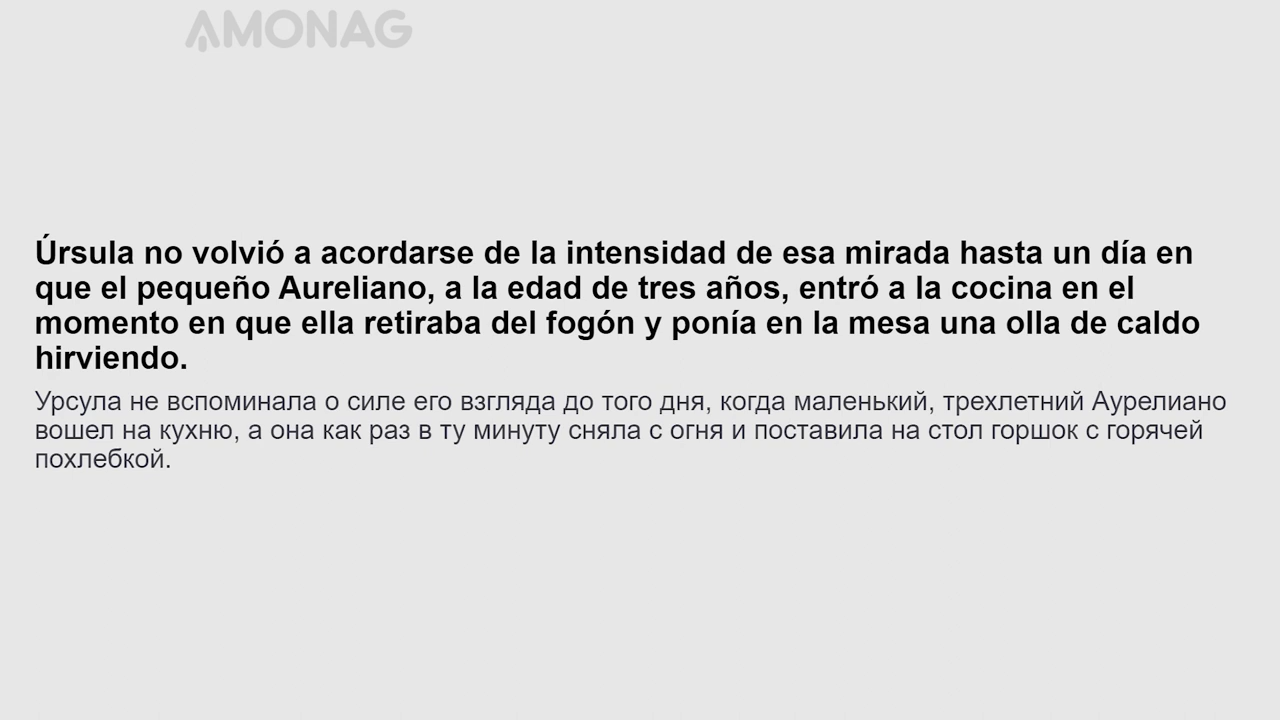 AMONAG
Úrsula no volvió a acordarse de la intensidad de esa mirada hasta un día en
que el pequeño Aureliano, a la edad de tres años, entró a la cocina en el
momento en que ella retiraba del fogón y ponía en la mesa una olla de caldo
hirviendo.
Урсула не вспоминала о силе его взгляда до того дня, когда маленький, трехлетний Аурелиано
вошел на кухню, а она как раз в ту минуту сняла с огня и поставила на стол горшок с горячей
похлебкой.